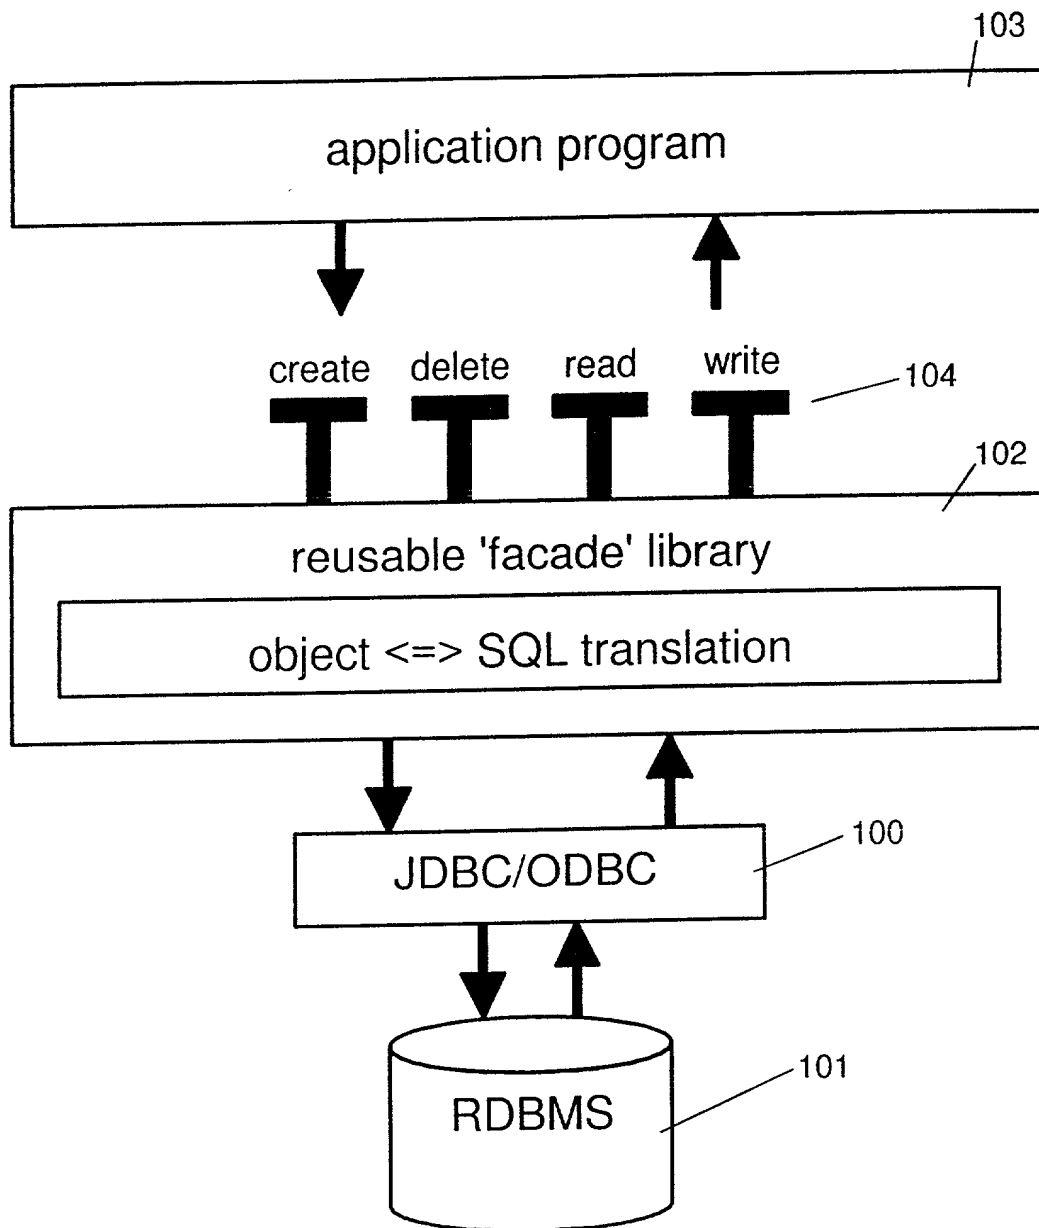 103
application program
create delete read write
104
102
reusable 'facade' library
object <=> SQL translation
100
JDBC/ODBC
101
RDBMS